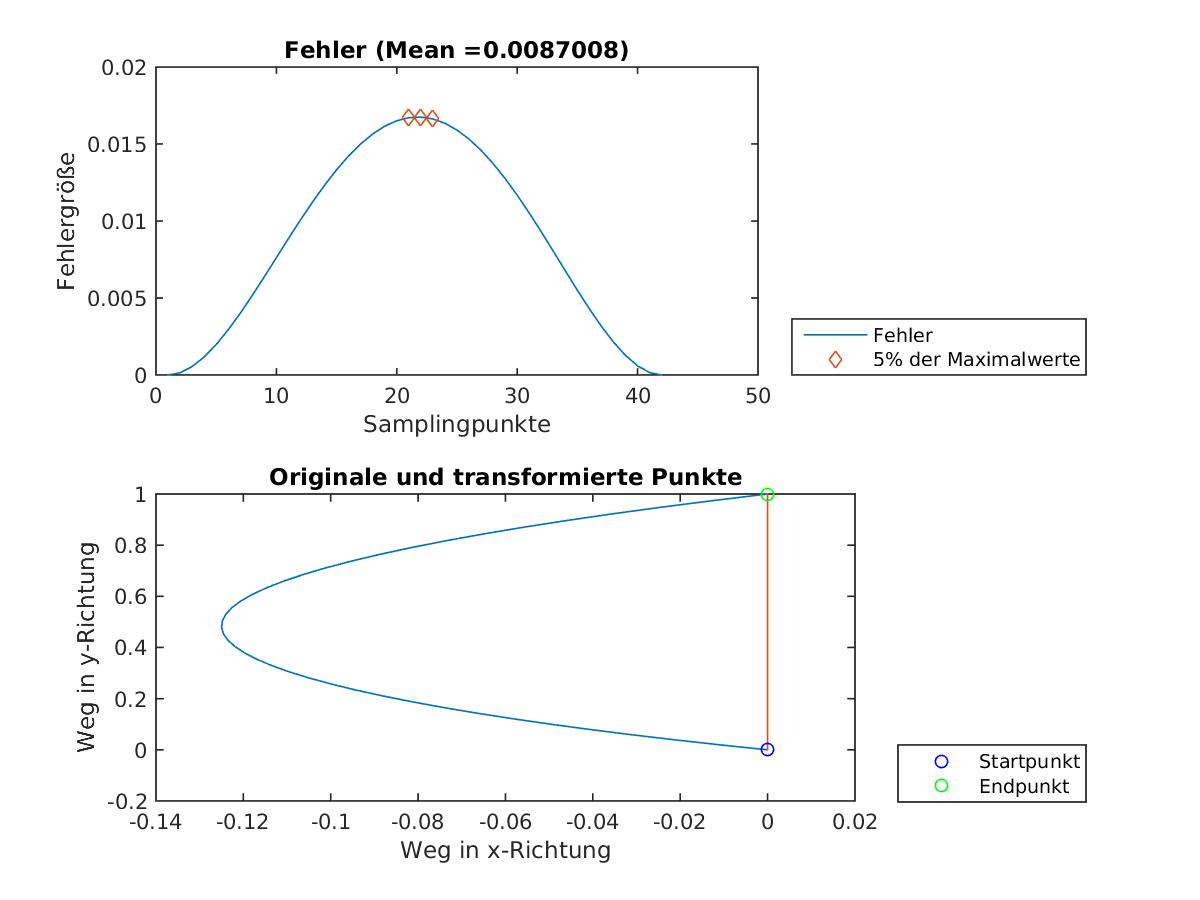 Fehler (Mean =0.0087008)
0.02
0.015
0.01
0.005
0
Fehlergröße
0 10 20 30 40 50
Samplingpunkte
Fehler
5% der Maximalwerte
Originale und transformierte Punkte
1
0.8
0.6
0.4
0.2
0
-0.2
Weg in y-Richtung
-0.14 -0.12 -0.1 -0.08 -0.06 -0.04 -0.02 0 0.02
Weg in x-Richtung
Startpunkt
Endpunkt